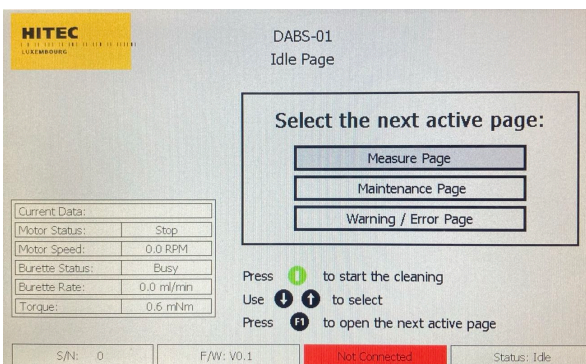 HITEC
LUXEMBOURG
DABS-01
Idle Page
Select the next active page:
Measure Page
Maintenance Page
Warning / Error Page
Current Data:
Motor Status: Stop
Motor Speed: 0.0 RPM
Burette Status: Busy
Burette Rate: 0.0 ml/min
Torque: 0.6 mNm
Press to start the cleaning
Use to select
Press F1 to open the next active page
S/N: 0 F/W: V0.1 Not Connected Status: Idle